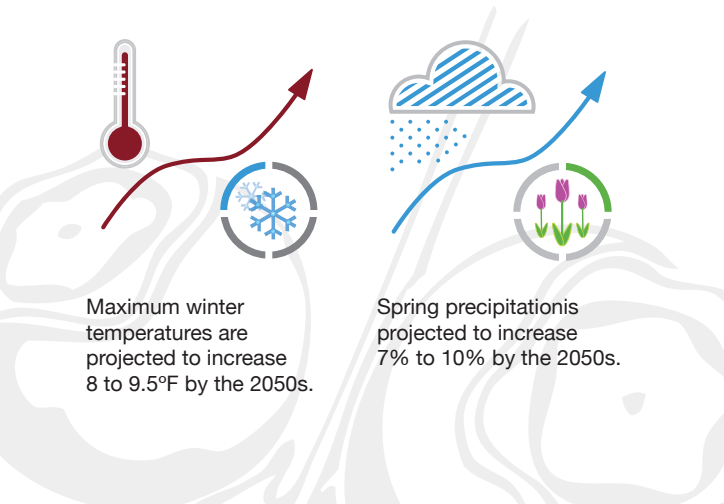 Maximum winter
temperatures are
projected to increase
8 to 9.5ºF by the 2050s.
Spring precipitationis
projected to increase
7% to 10% by the 2050s.